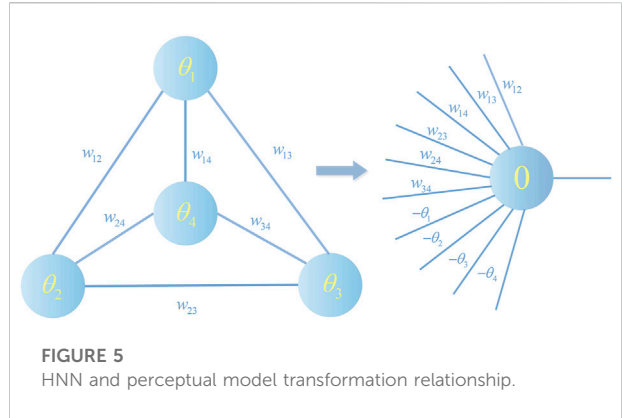 θ₁
w₁₂
w₁₄
w₁₃
θ₄
w₂₄
w₃₄
θ₂
θ₃
w₂₃
w₁₂
w₁₃
w₁₄
w₂₃
w₂₄
w₃₄
0
−θ₁
−θ₂
−θ₃
−θ₄
FIGURE 5
HNN and perceptual model transformation relationship.